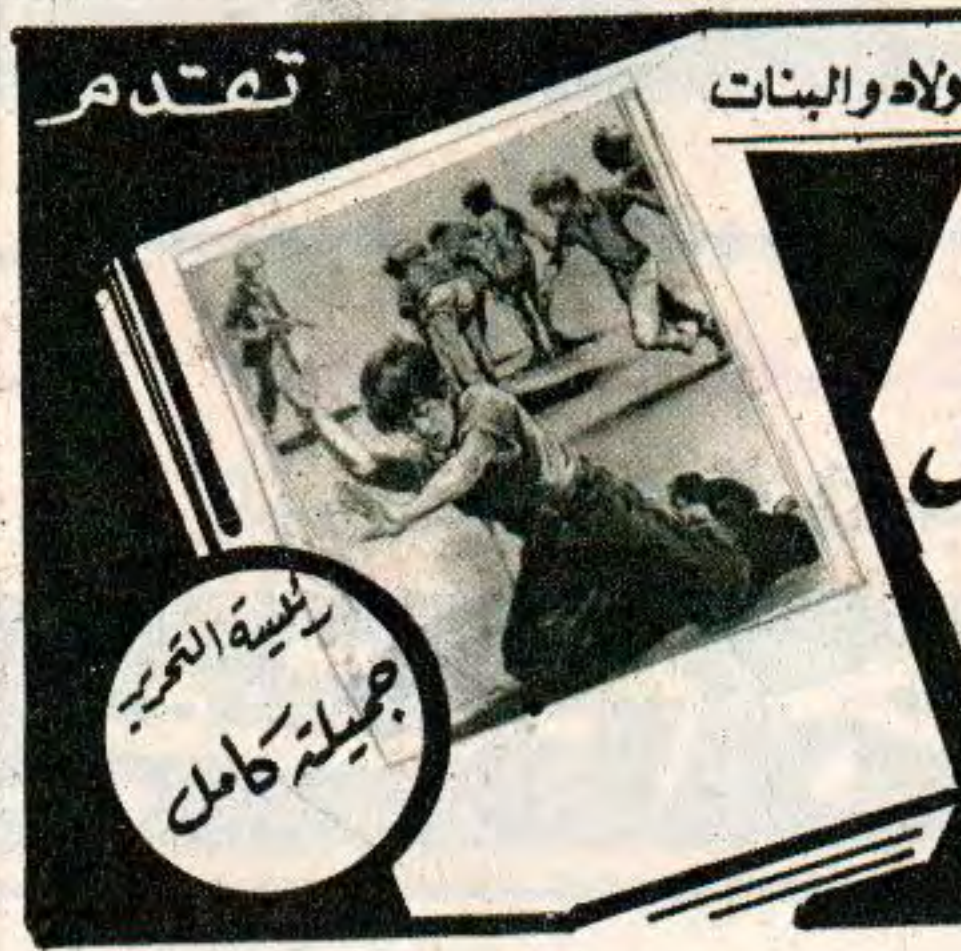 ولاد والبنات
تقدم
رئيسة التحرير
جميلة كامل